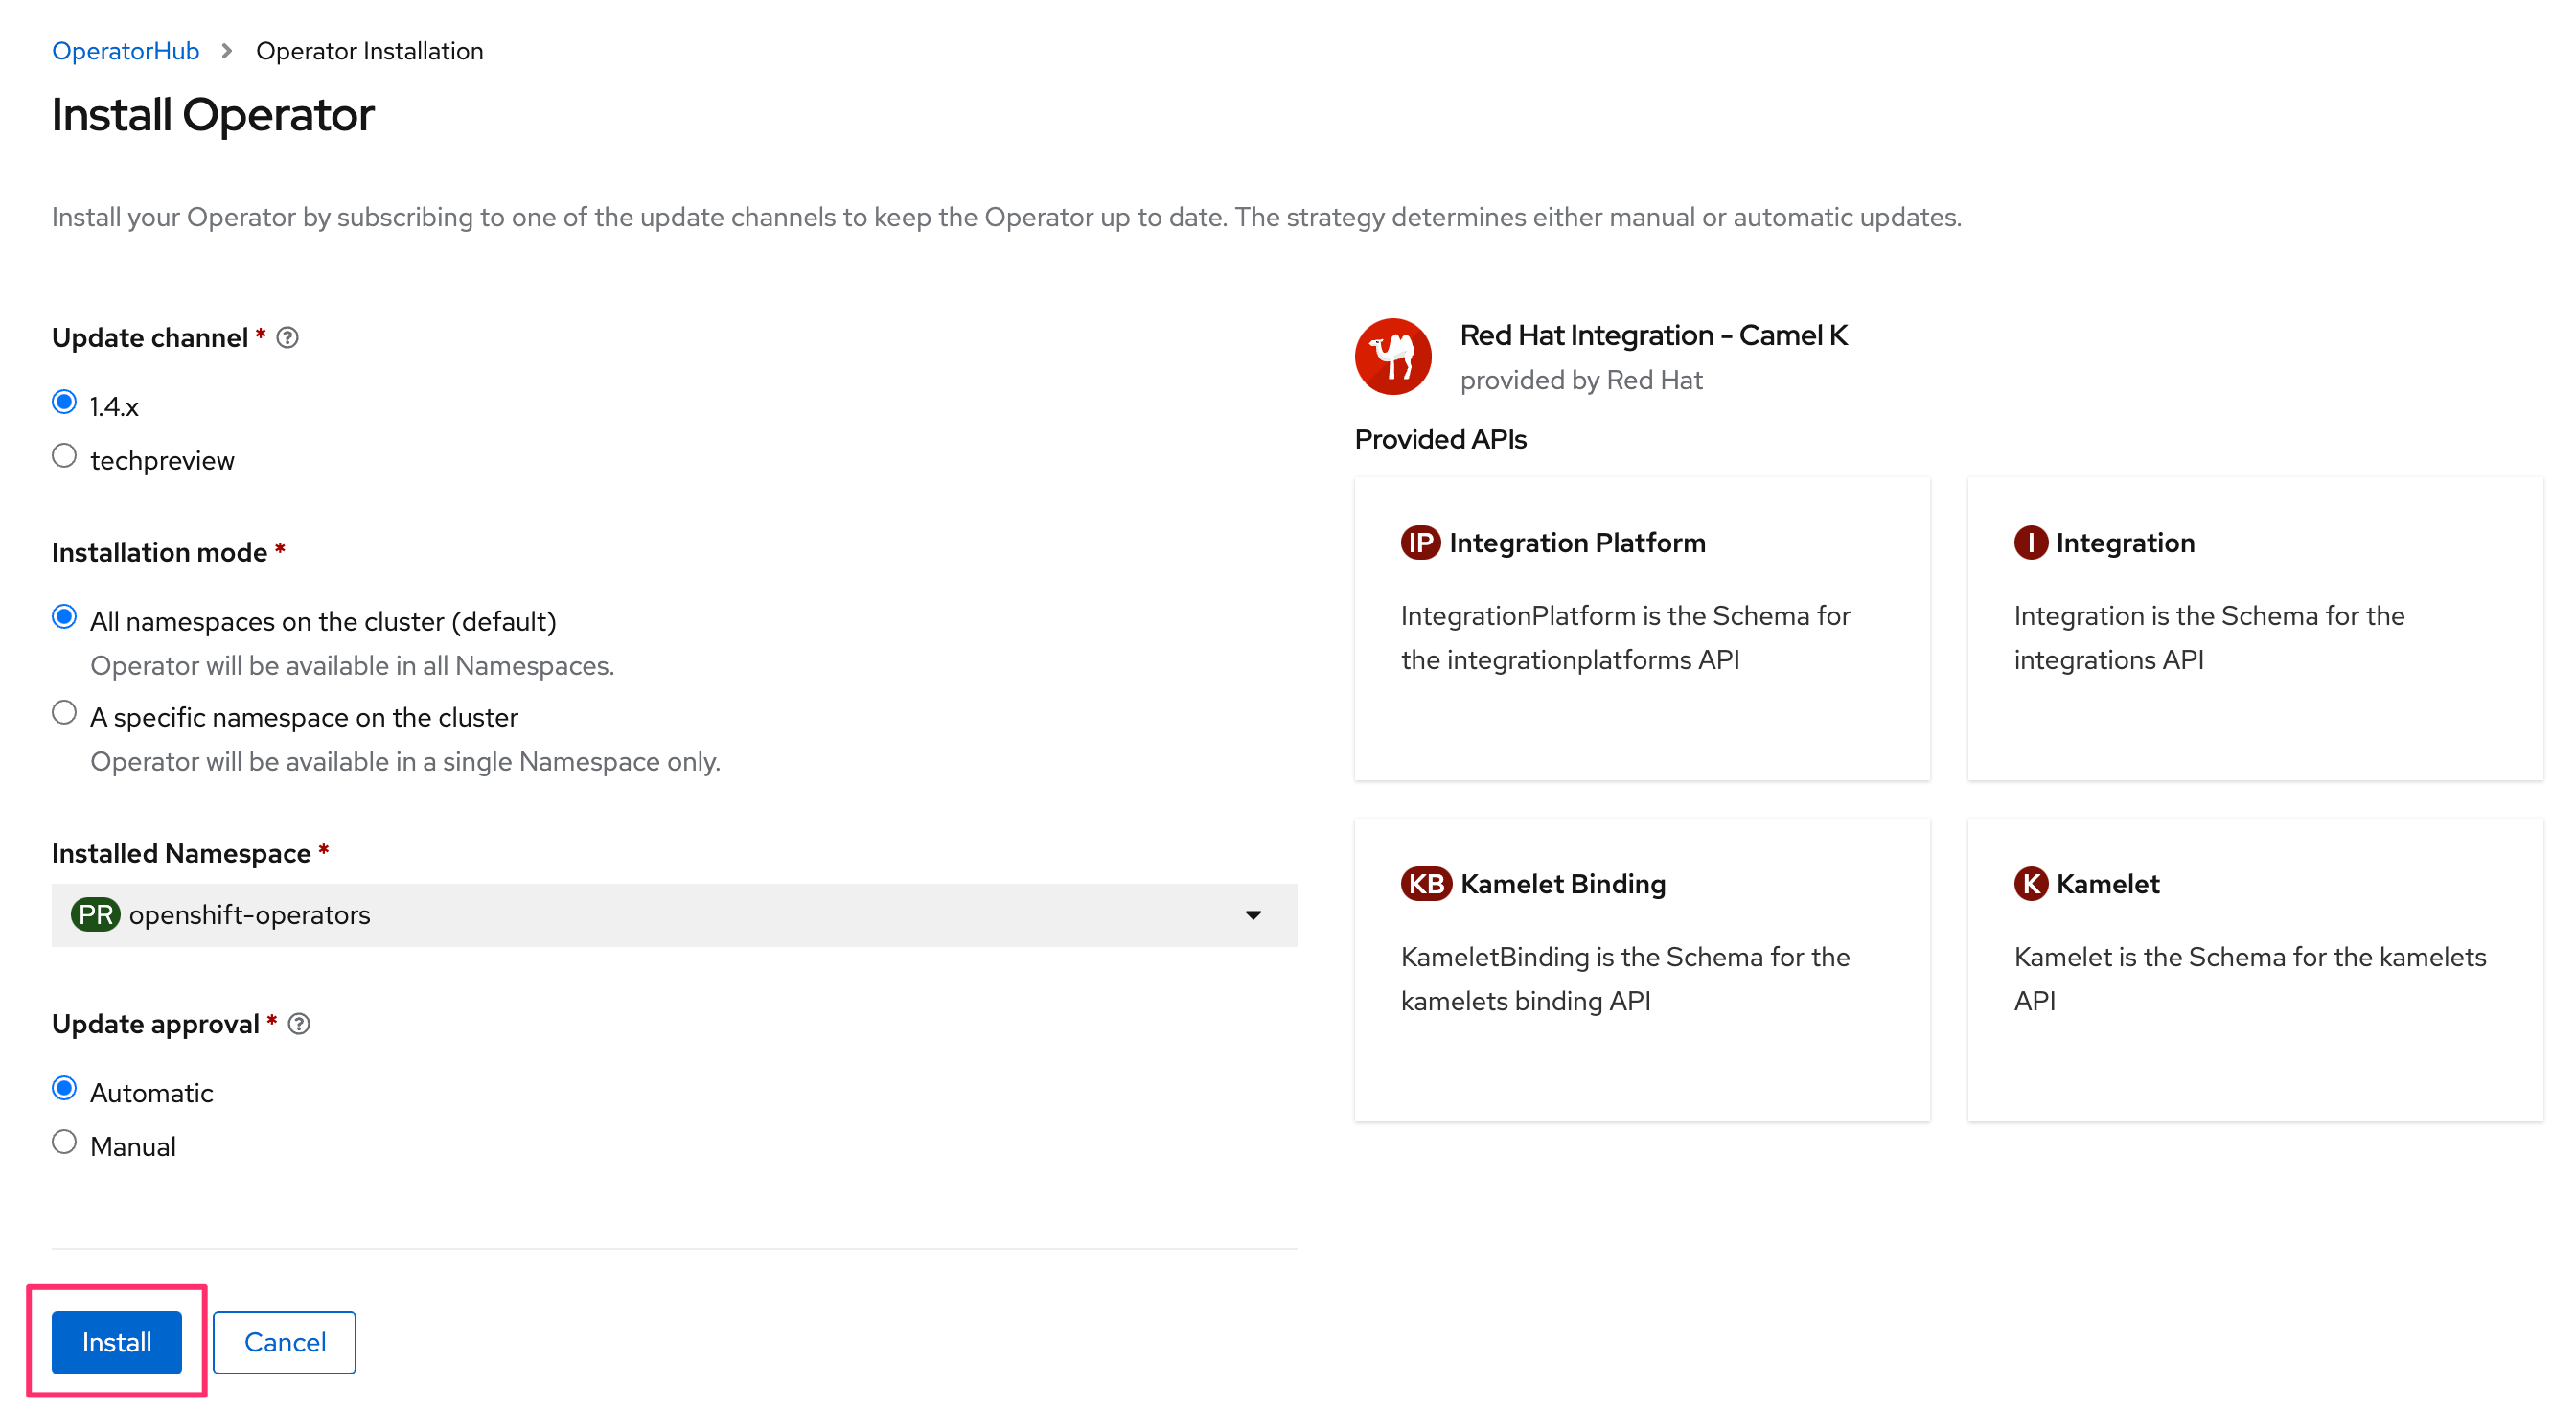 OperatorHub > Operator Installation
Install Operator
Install your Operator by subscribing to one of the update channels to keep the Operator up to date. The strategy determines either manual or automatic updates.
Update channel *
1.4.x
techpreview
Installation mode *
All namespaces on the cluster (default)
Operator will be available in all Namespaces.
A specific namespace on the cluster
Operator will be available in a single Namespace only.
Installed Namespace *
PR openshift-operators
Update approval *
Automatic
Manual
Install
Cancel
Red Hat Integration - Camel K
provided by Red Hat
Provided APIs
IP Integration Platform
IntegrationPlatform is the Schema for
the integrationplatforms API
I Integration
Integration is the Schema for the
integrations API
KB Kamelet Binding
KameletBinding is the Schema for the
kamelets binding API
K Kamelet
Kamelet is the Schema for the kamelets
API